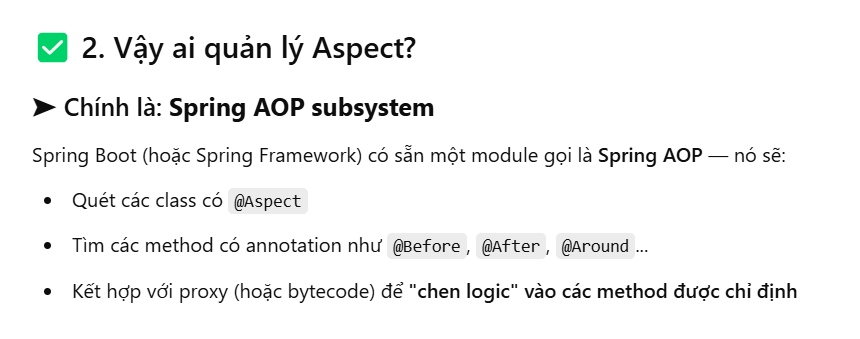 ✅ 2. Vậy ai quản lý Aspect?
➤ Chính là: Spring AOP subsystem
Spring Boot (hoặc Spring Framework) có sẵn một module gọi là Spring AOP — nó sẽ:
• Quét các class có @Aspect
• Tìm các method có annotation như @Before, @After, @Around...
• Kết hợp với proxy (hoặc bytecode) để "chen logic" vào các method được chỉ định